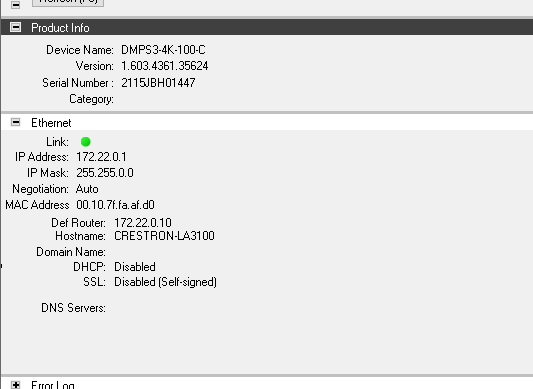 Refresh (F5)
Product Info
Device Name: DMPS3-4K-100-C
Version: 1.603.4361.35624
Serial Number : 2115JBH01447
Category:
Ethernet
Link:
IP Address: 172.22.0.1
IP Mask: 255.255.0.0
Negotiation: Auto
MAC Address 00.10.7f.fa.af.d0
Def Router: 172.22.0.10
Hostname: CRESTRON-LA3100
Domain Name:
DHCP: Disabled
SSL: Disabled (Self-signed)
DNS Servers:
Error Log